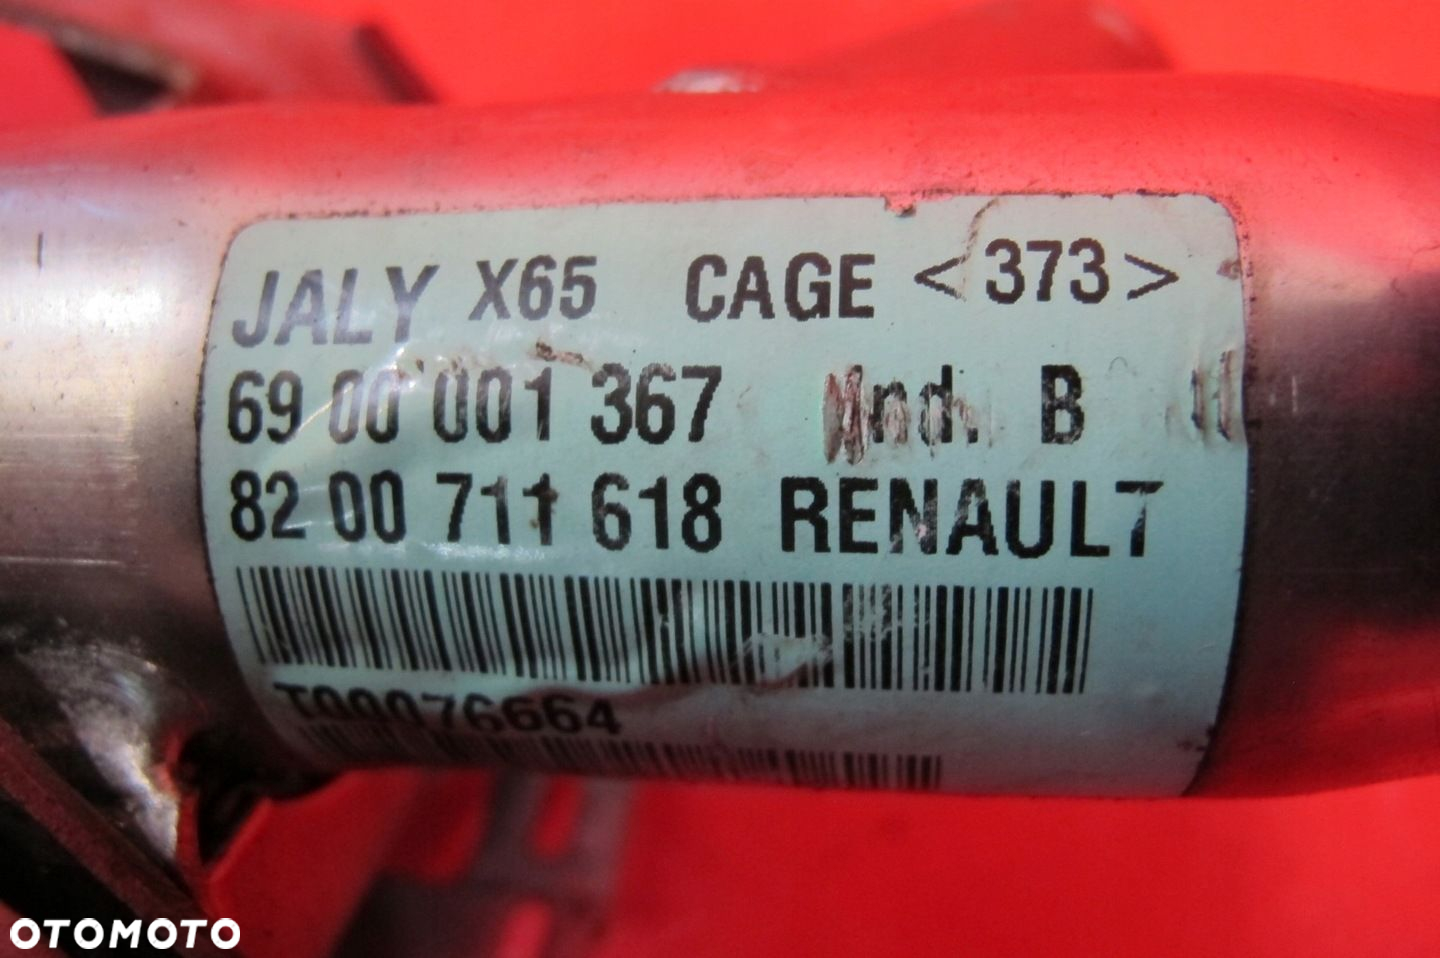 JALY X65 CAGE <373>
69 00 001 367 Ind. B
82 00 711 618 RENAULT
T00076664
OTOMOTO